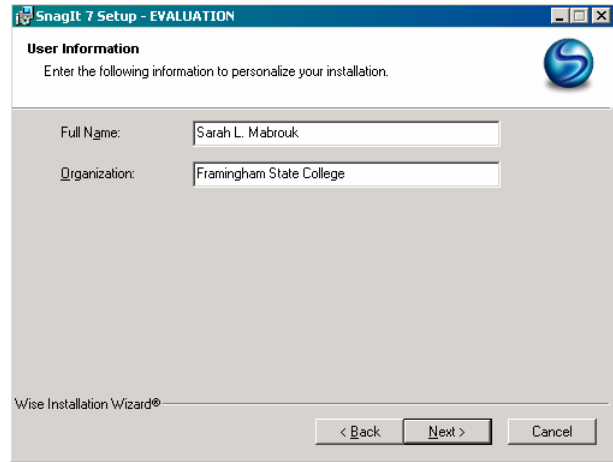 SnagIt 7 Setup - EVALUATION
User Information
Enter the following information to personalize your installation.
Full Name: Sarah L. Mabrouk
Organization: Framingham State College
Wise Installation Wizard®
< Back Next > Cancel